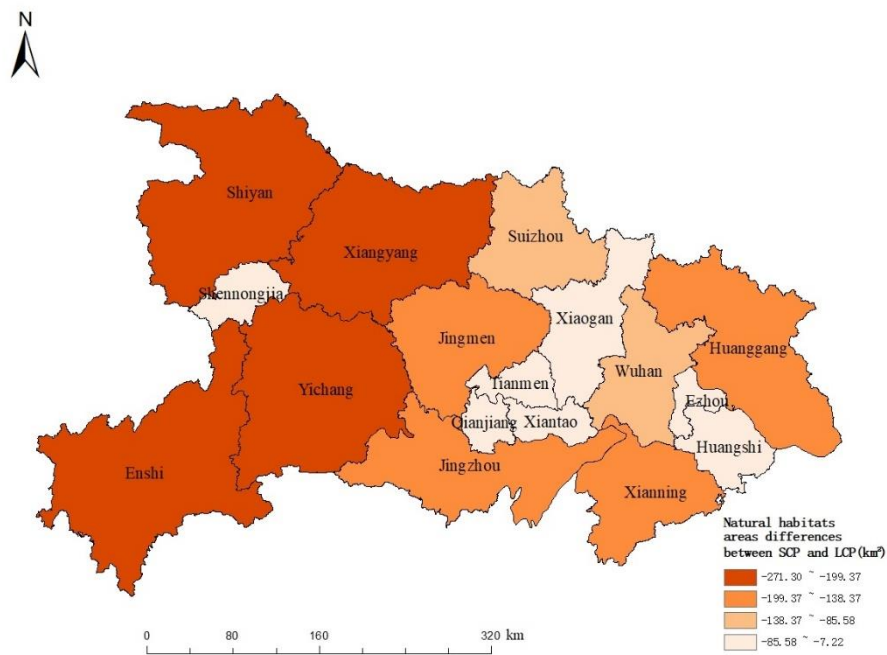 N
Shiyan
Xiangyang
Suizhou
Shennongjia
Jingmen
Xiaogan
Huanggang
Wuhan
Yichang
Tianmen
Ezhou
Qianjiang
Xiantao
Huangshi
Enshi
Jingzhou
Xianning
Natural habitats
areas differences
between SCP and LCP(km²)
-271.30 ~ -199.37
-199.37 ~ -138.37
-138.37 ~ -85.58
-85.58 ~ -7.22
0 80 160 320 km